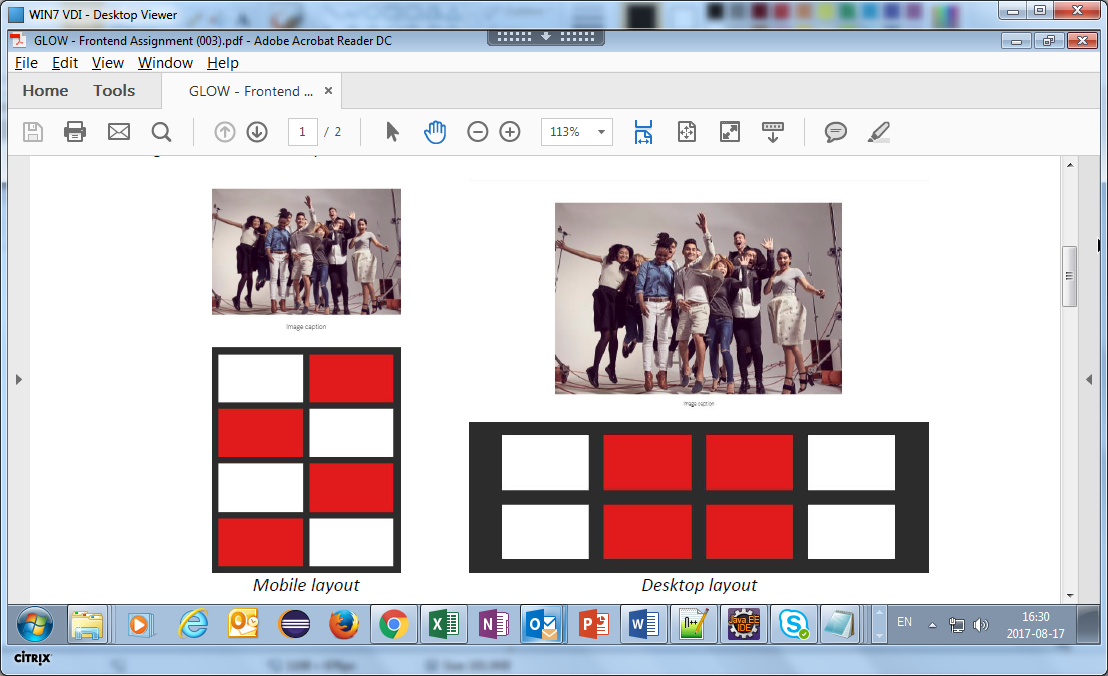 WIN7 VDI - Desktop Viewer
GLOW - Frontend Assignment (003).pdf - Adobe Acrobat Reader DC
File Edit View Window Help
Home Tools GLOW - Frontend ... ×
1 / 2 113%
Image caption
Image caption
Mobile layout
Desktop layout
EN 16:30
2017-08-17
Java EE
IDE
CİTRIX